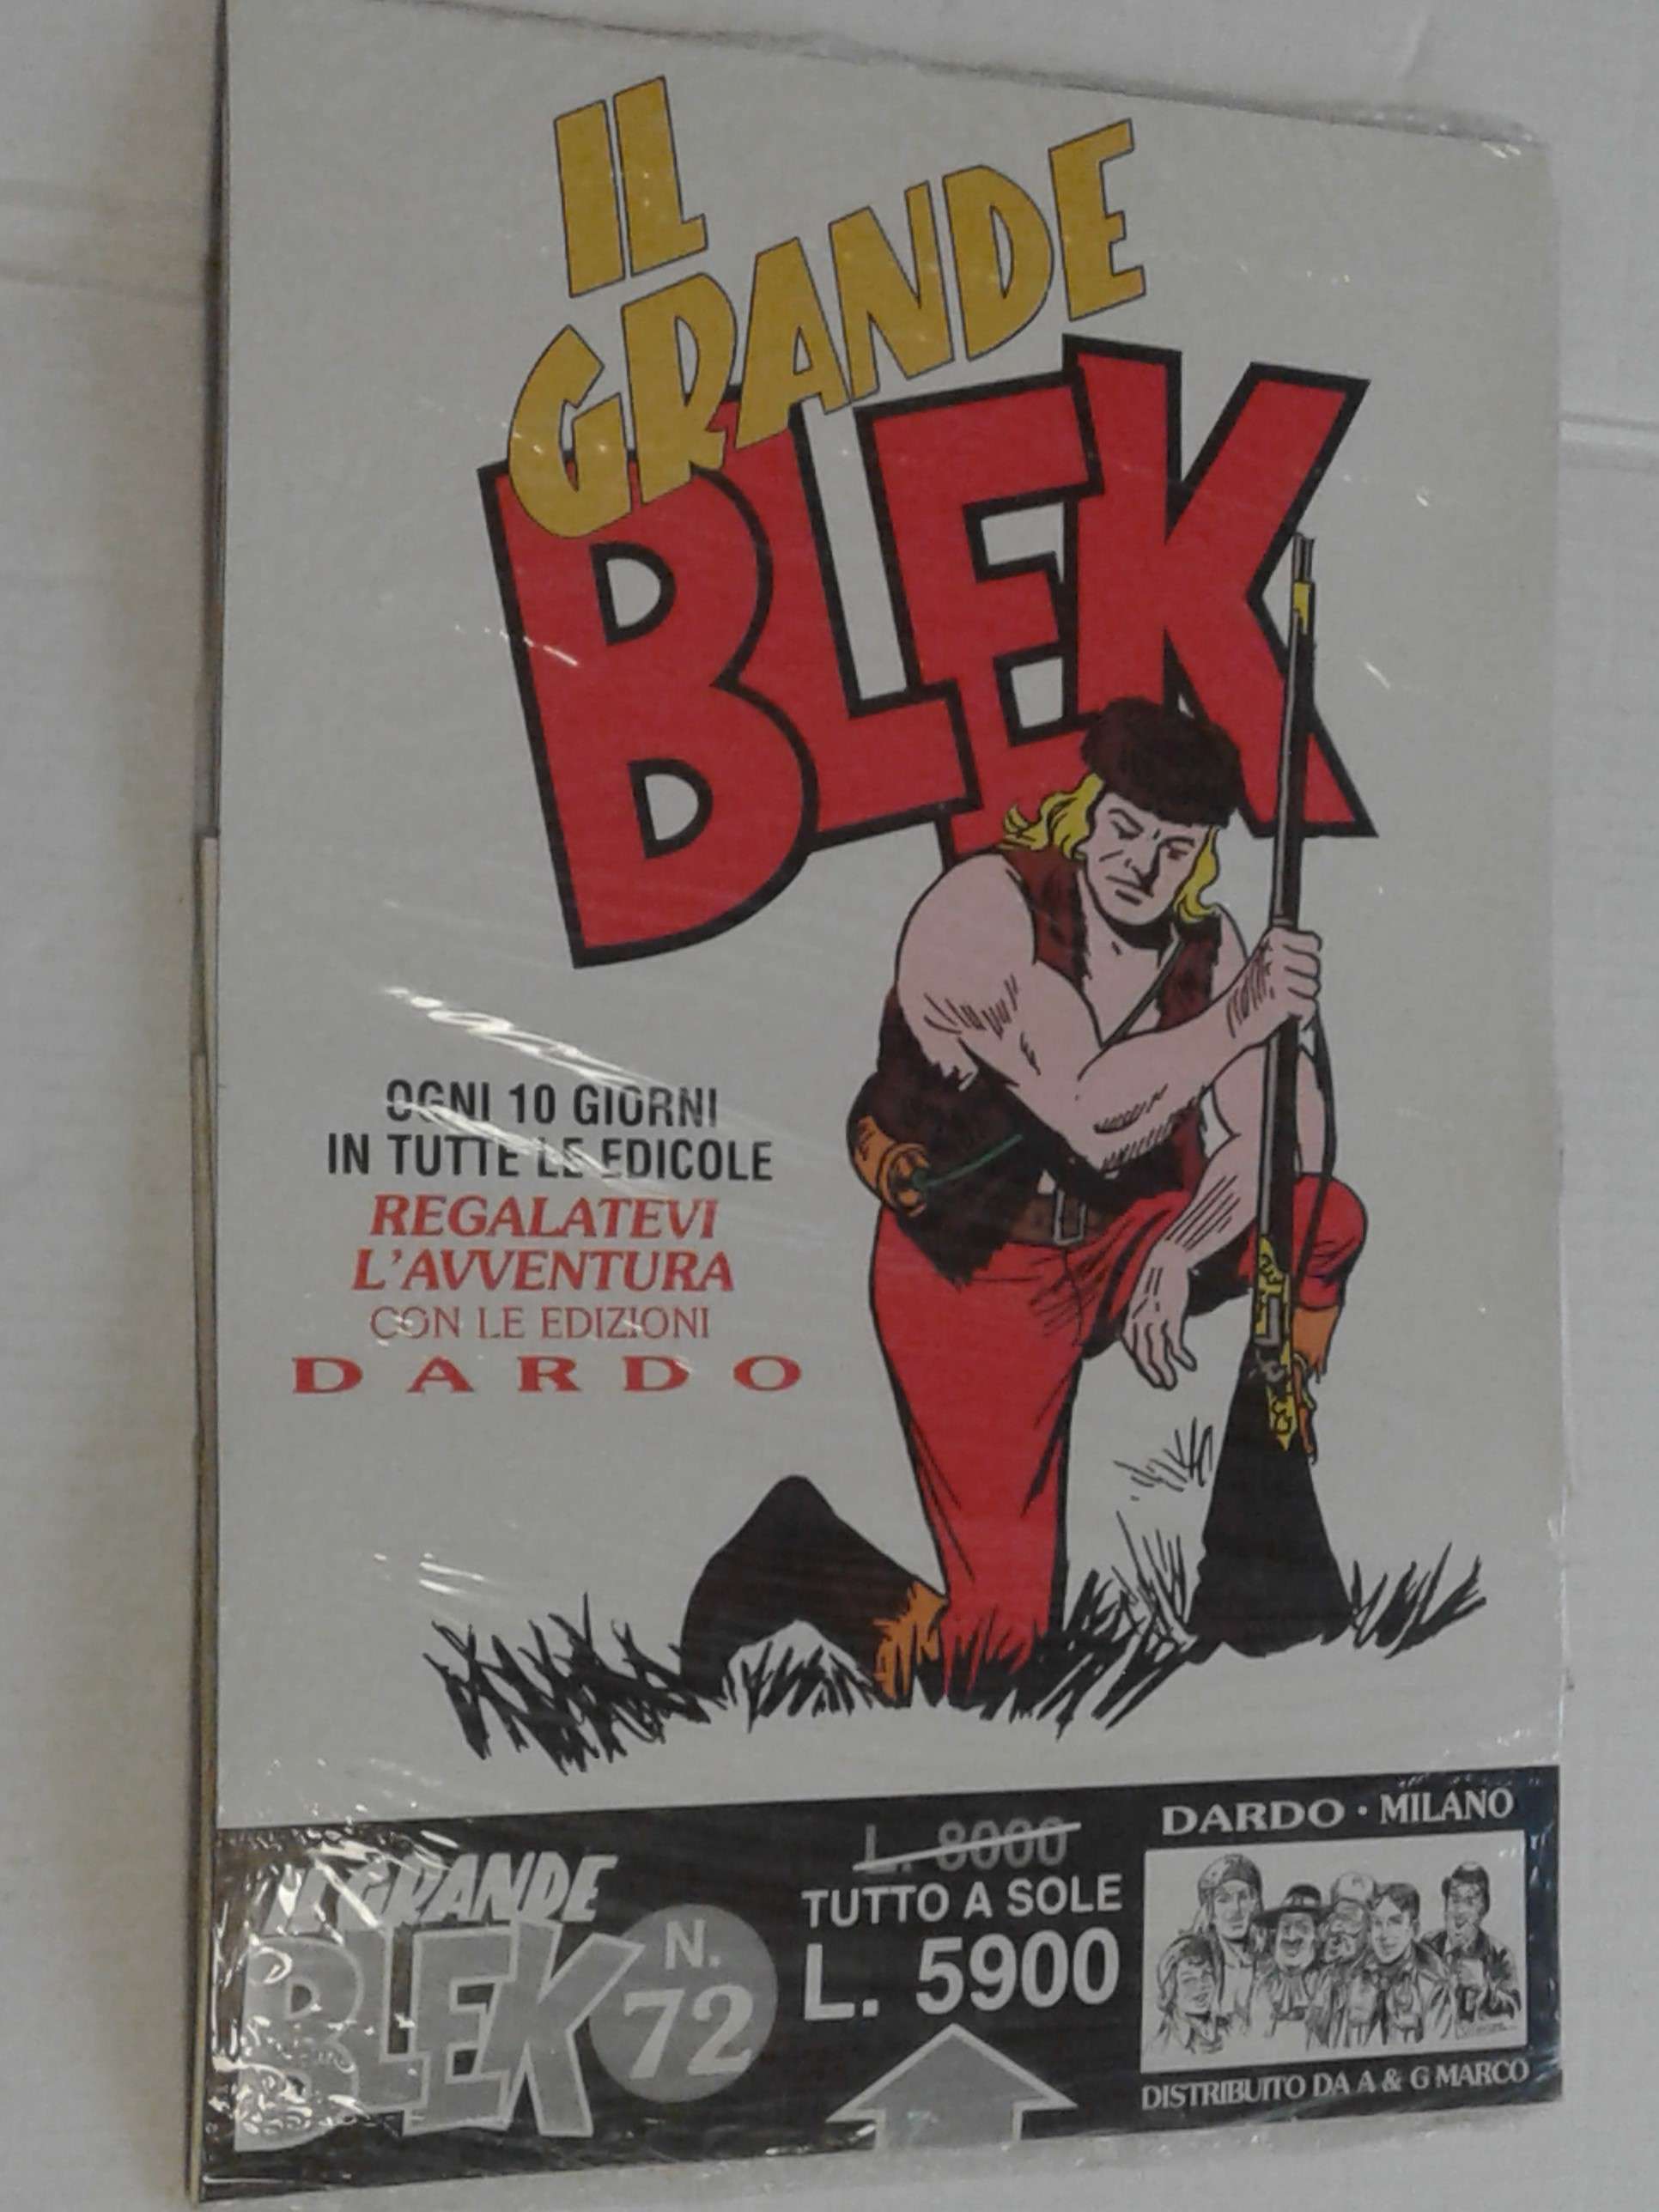 IL
GRANDE
BLEK
OGNI 10 GIORNI
IN TUTTE LE EDICOLE
REGALATEVI
L'AVVENTURA
CON LE EDIZIONI
DARDO
IL GRANDE
BLEK
N.
72
L. 8000
TUTTO A SOLE
L. 5900
DARDO · MILANO
DISTRIBUITO DA A & G MARCO